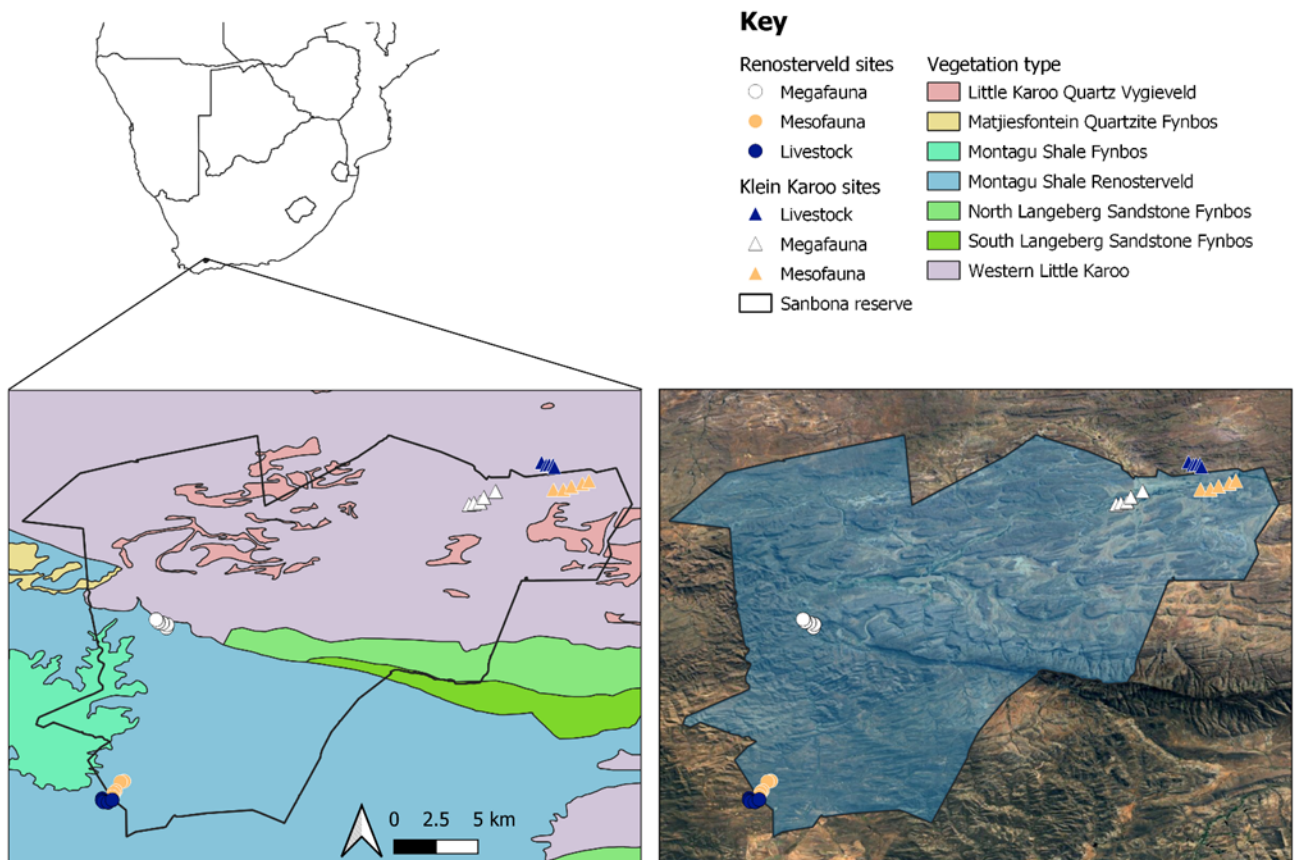 Key
Renosterveld sites
Megafauna
Mesofauna
Livestock
Klein Karoo sites
Livestock
Megafauna
Mesofauna
Sanbona reserve
Vegetation type
Little Karoo Quartz Vygieveld
Matjiesfontein Quartzite Fynbos
Montagu Shale Fynbos
Montagu Shale Renosterveld
North Langeberg Sandstone Fynbos
South Langeberg Sandstone Fynbos
Western Little Karoo
0 2.5 5 km